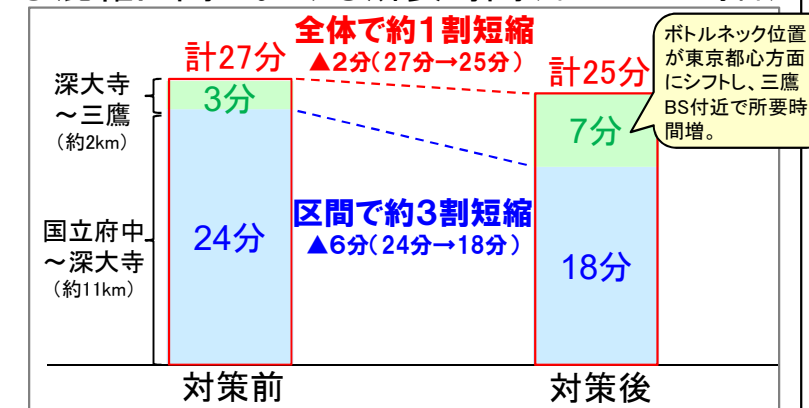 全体で約1割短縮
▲2分(27分→25分)
計27分
計25分
ボトルネック位置
が東京都心方面
にシフトし、三鷹
BS付近で所要時
間増。
深大寺
～三鷹
(約2km)
3分
7分
区間で約3割短縮
▲6分(24分→18分)
国立府中
～深大寺
(約11km)
24分
18分
対策前
対策後